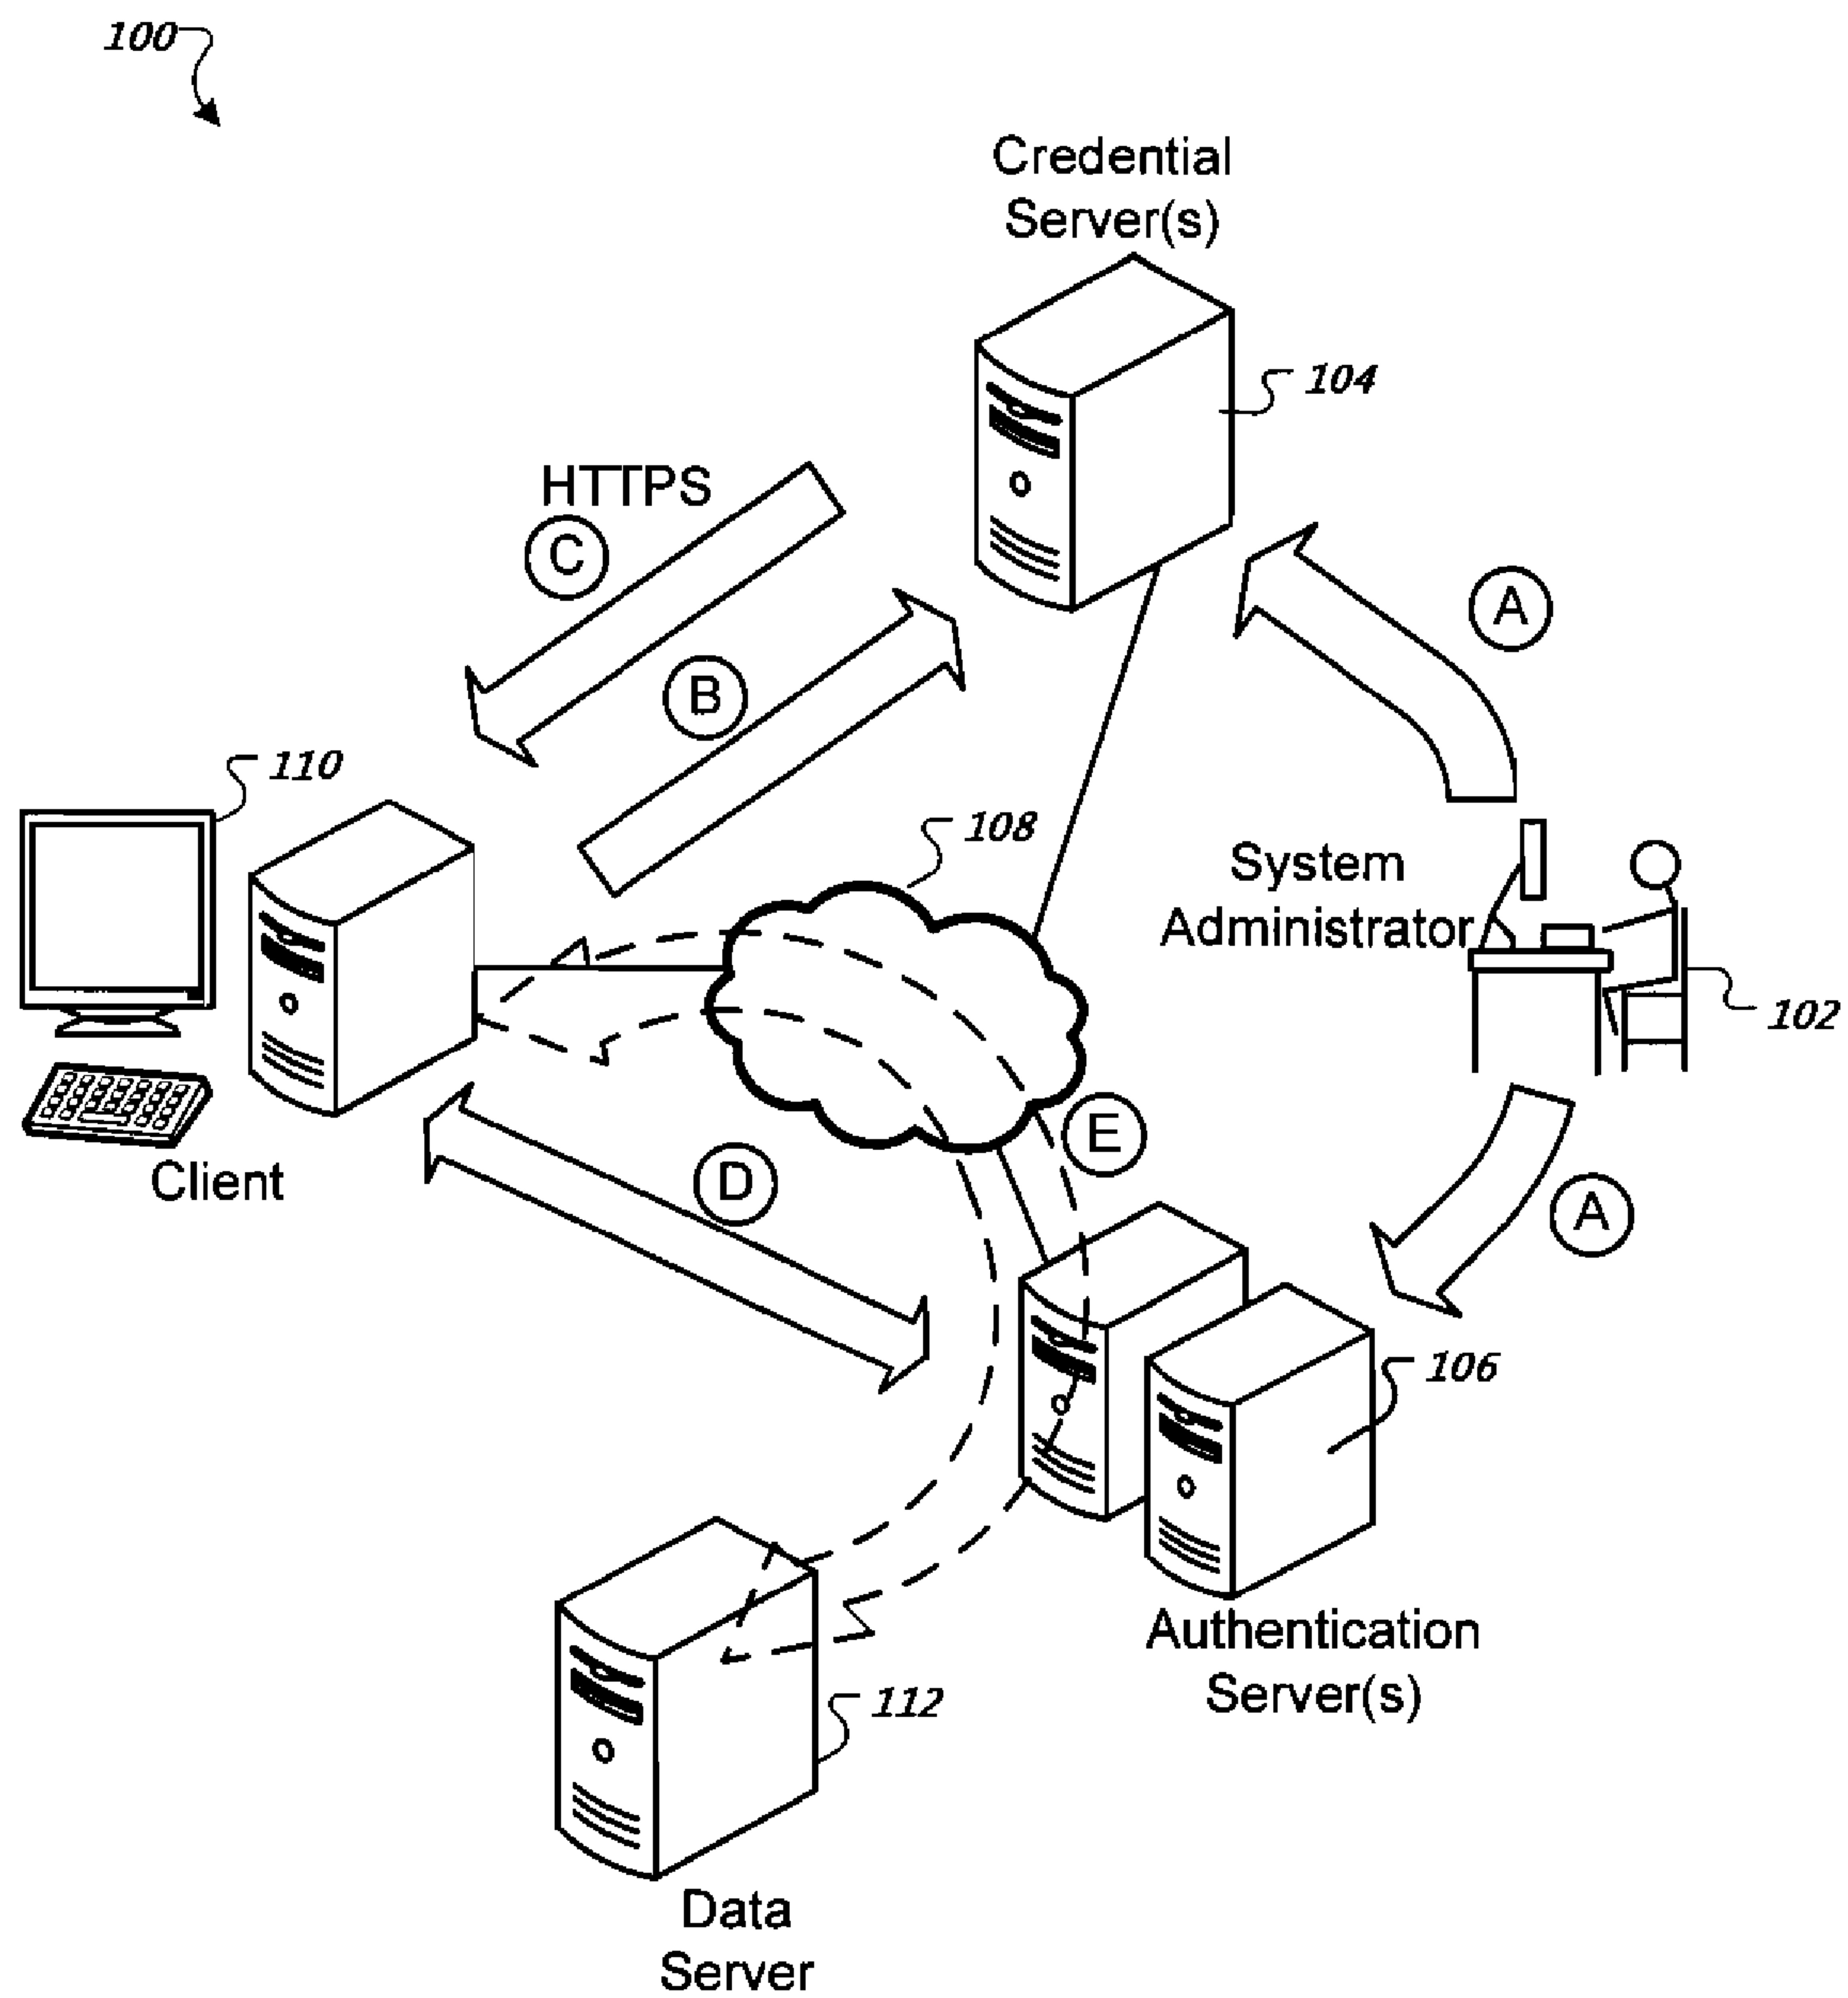 100
Credential
Server(s)
104
HTTPS
C
A
B
110
108
System
Administrator
102
E
Client
D
A
106
Authentication
Server(s)
112
Data
Server